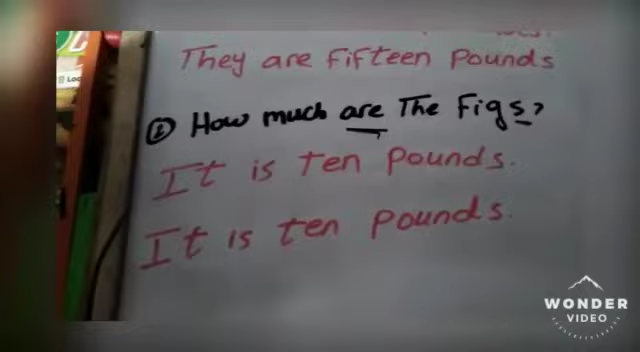 They are Fifteen Pounds
② How much are The Figs?
It is Ten Pounds.
It is ten pounds.
WONDER
VIDEO